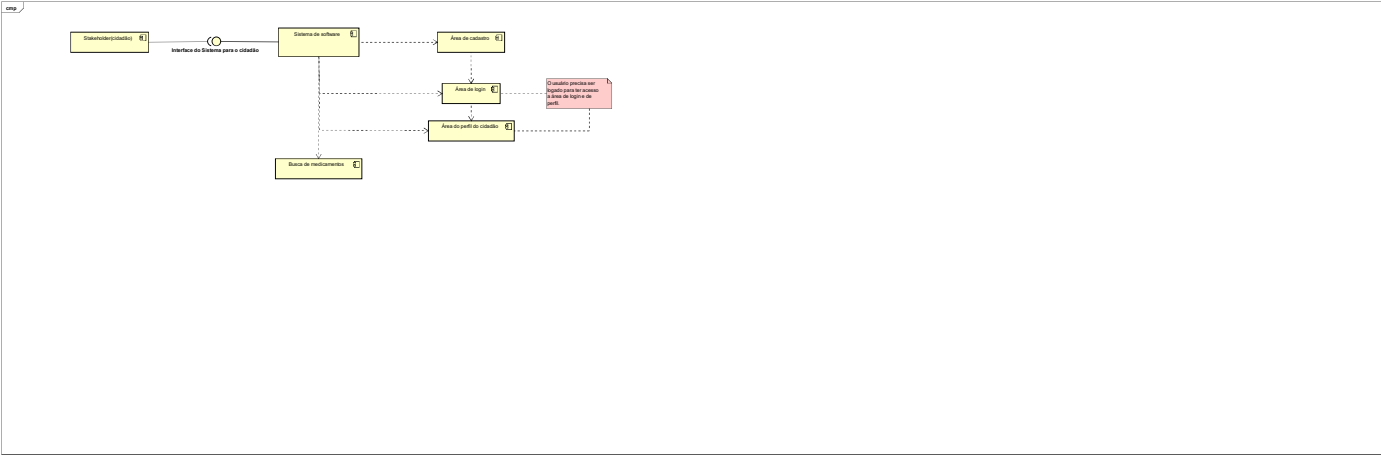 cmp
Stakeholder(cidadão)
Interface do Sistema para o cidadão
Sistema de software
Área de cadastro
Área de login
O usuário precisa ser
logado para ter acesso
a área de login e de
perfil.
Área do perfil do cidadão
Busca de medicamentos